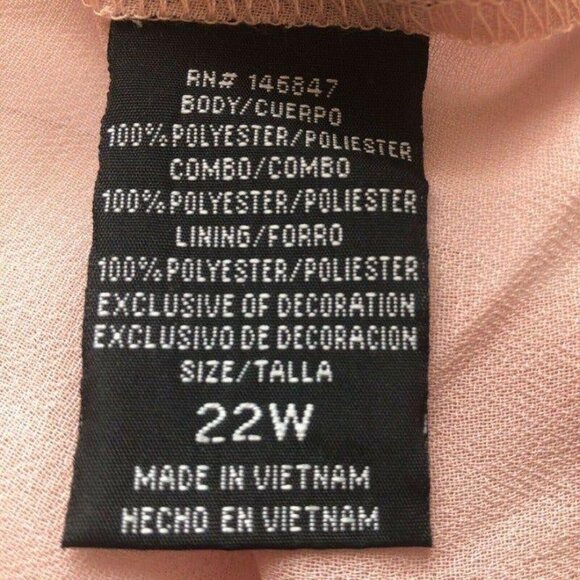 RN# 146847
BODY/CUERPO
100% POLYESTER/POLIESTER
COMBO/COMBO
100% POLYESTER/POLIESTER
LINING/FORRO
100% POLYESTER/POLIESTER
EXCLUSIVE OF DECORATION
EXCLUSIVO DE DECORACION
SIZE/TALLA
22W
MADE IN VIETNAM
HECHO EN VIETNAM